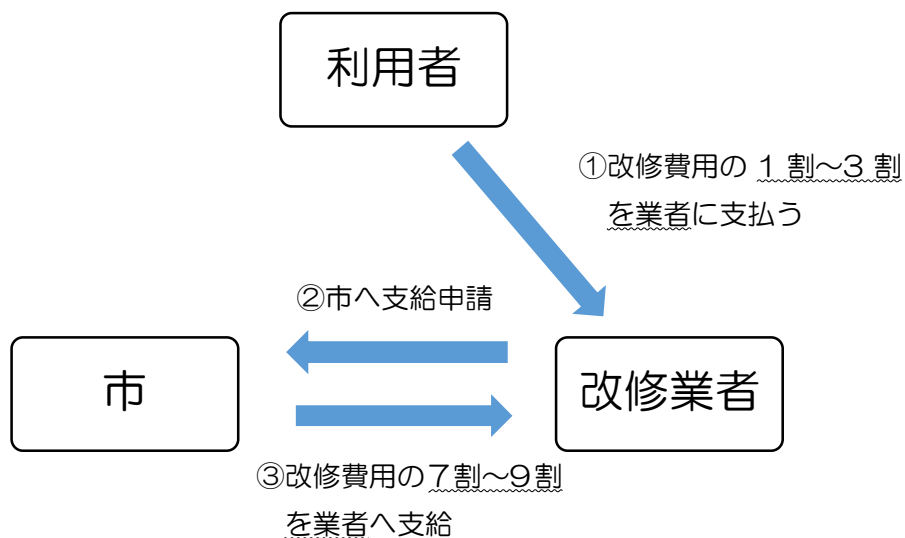 利用者
①改修費用の 1 割～3 割
を業者に支払う
②市へ支給申請
市
改修業者
③改修費用の7割～9割
を業者へ支給